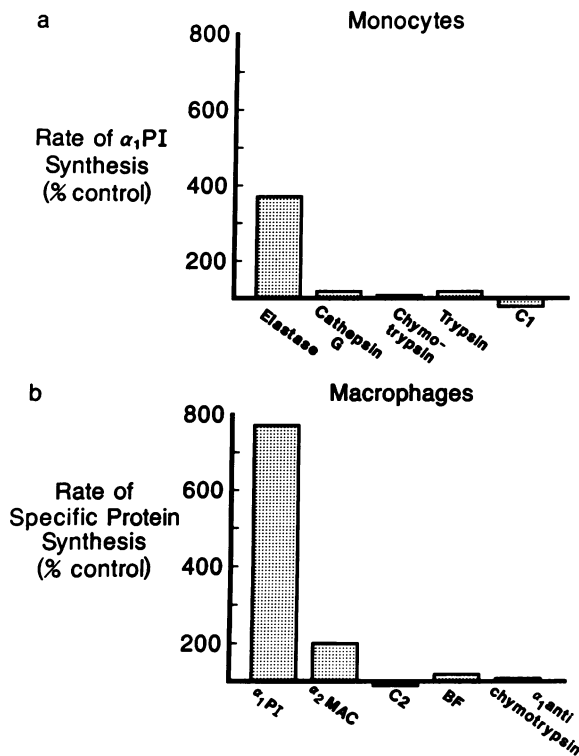 a
Monocytes
800
600
400
200
Rate of α₁PI
Synthesis
(% control)
Elastase
Cathepsin
G
Chymo-
trypsin
Trypsin
C1
b
Macrophages
800
600
400
200
Rate of
Specific Protein
Synthesis
(% control)
α₁PI
α₂MAC
C2
BF
α₁anti
chymotrypsin